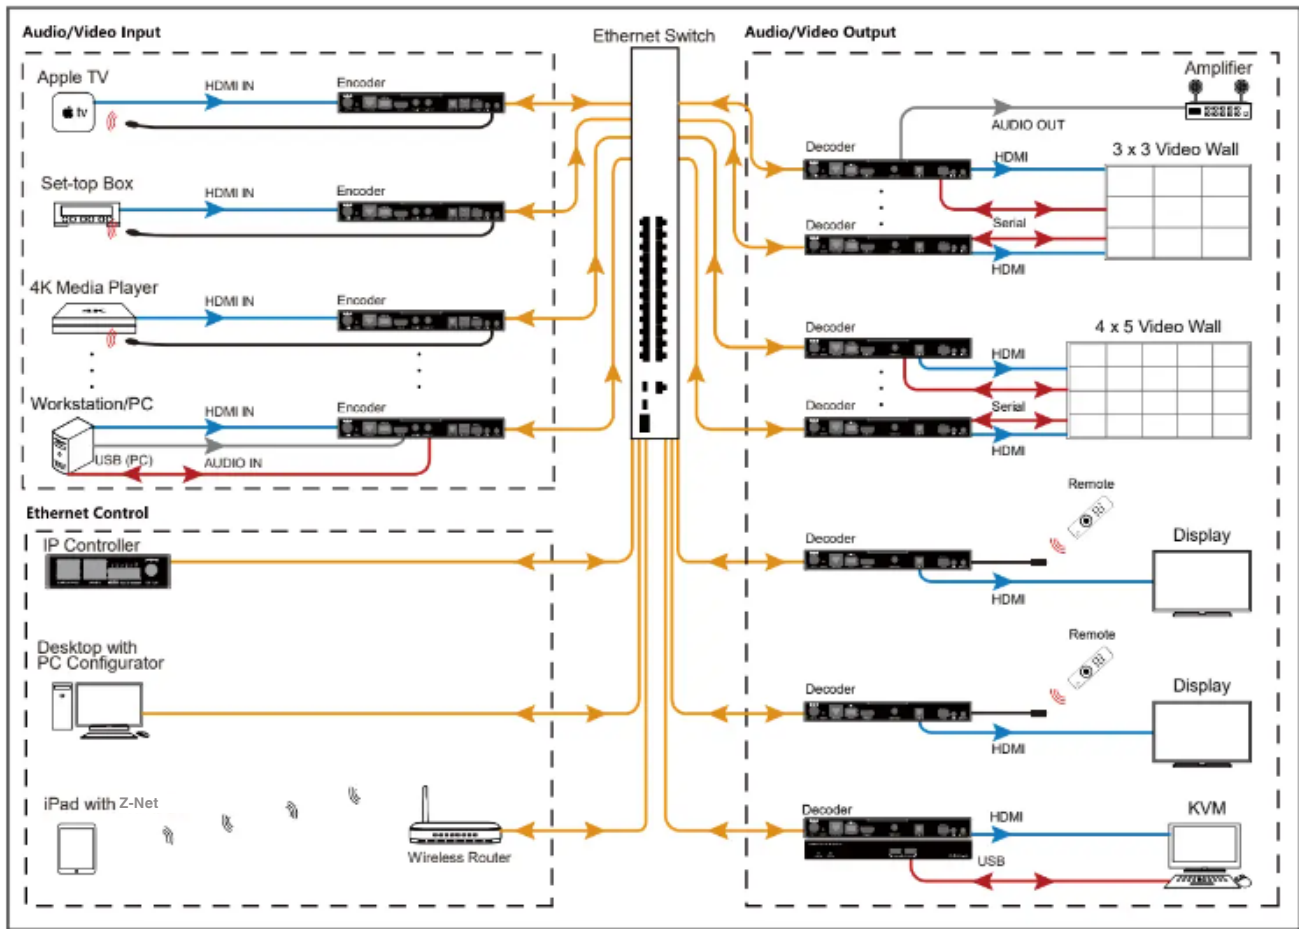 Audio/Video Input
Apple TV
tv
HDMI IN
Encoder
Set-top Box
HDMI IN
Encoder
4K Media Player
4K
HDMI IN
Encoder
Workstation/PC
HDMI IN
Encoder
USB (PC)
AUDIO IN
Ethernet Control
IP Controller
Desktop with
PC Configurator
iPad with Z-Net
Wireless Router
Ethernet Switch
Audio/Video Output
Amplifier
AUDIO OUT
Decoder
HDMI
3 x 3 Video Wall
Serial
Decoder
HDMI
Decoder
HDMI
4 x 5 Video Wall
Serial
Decoder
HDMI
Remote
Decoder
Display
HDMI
Remote
Decoder
Display
HDMI
Decoder
HDMI
KVM
USB